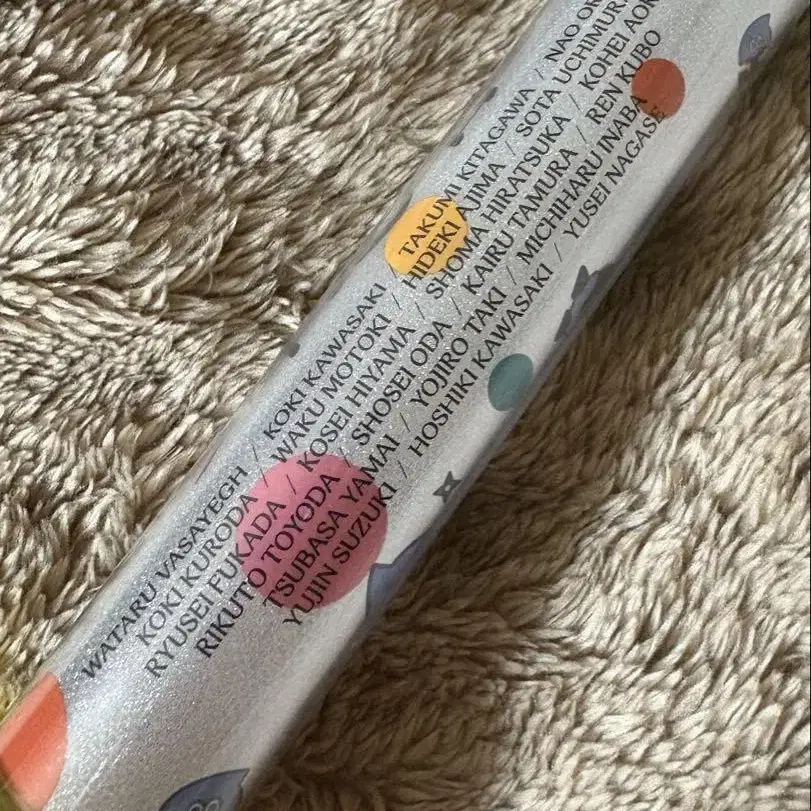 WATARU VASAYEGH / KOKI KAWASAKI / TAKUMI KITAGAWA / NAO
KOKI KURODA / WAKU MOTOKI / HIDEKI AJIMA / SOTA UCHIMURA
RYUSEI FUKADA / KOSEI HIYAMA / SHOMA HIRATSUKA / KOHEI
RIKUTO TOYODA / SHOSEI ODA / KAIRU TAMURA / REN KUBO
TSUBASA YAMAI / YOJIRO TAKI / MICHIHARU INABA
YUJIN SUZUKI / HOSHIKI KAWASAKI / YUSEI NAGASE